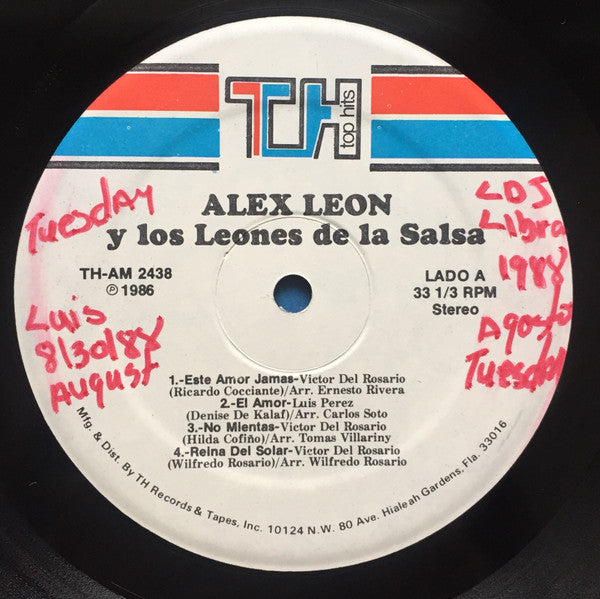 TH
top hits
ALEX LEON
y los Leones de la Salsa
TH-AM 2438
℗ 1986
LADO A
33 1/3 RPM
Stereo
1.-Este Amor Jamas-Victor Del Rosario
(Ricardo Cocciante)/Arr. Ernesto Rivera
2.-El Amor-Luis Perez
(Denise De Kalaf)/Arr. Carlos Soto
3.-No Mientas-Victor Del Rosario
(Hilda Cofiño)/Arr. Tomas Villariny
4.-Reina Del Solar-Victor Del Rosario
(Wilfredo Rosario)/Arr. Wilfredo Rosario
Mfg. & Dist. By TH Records & Tapes, Inc. 10124 N.W. 80 Ave. Hialeah Gardens, Fla. 33016
Tuesday
Luis
8/30/88
August
LDJ
Libra
1988
Agosto
Tuesday